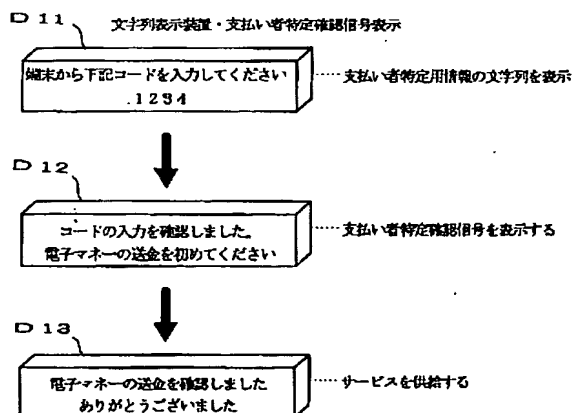 D 11 文字列表示装置・支払い者特定確認信号表示
端末から下記コードを入力してください
.1234
支払い者特定用情報の文字列を表示
D 12
コードの入力を確認しました。
電子マネーの送金を初めてください
支払い者特定確認信号を表示する
D 13
電子マネーの送金を確認しました
ありがとうございました
サービスを供給する